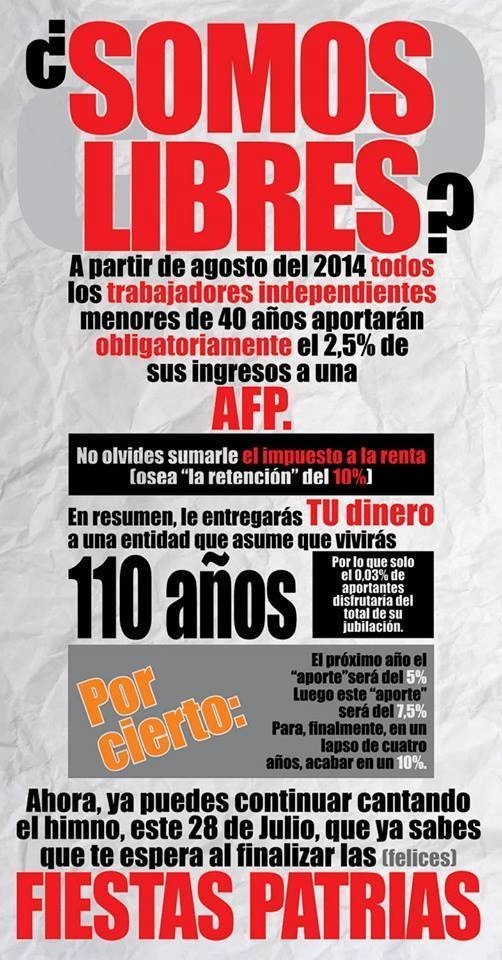 ¿SOMOS
LIBRES?
A partir de agosto del 2014 todos
los trabajadores independientes
menores de 40 años aportarán
obligatoriamente el 2,5% de
sus ingresos a una
AFP.
No olvides sumarle el impuesto a la renta
(osea "la retención" del 10%)
En resumen, le entregarás TU dinero
a una entidad que asume que vivirás
110 años
Por lo que solo
el 0,03% de
aportantes
disfrutaría del
total de su
jubilación.
Por
cierto:
El próximo año el
"aporte"será del 5%
Luego este "aporte"
será del 7,5%
Para, finalmente, en un
lapso de cuatro
años, acabar en un 10%.
Ahora, ya puedes continuar cantando
el himno, este 28 de Julio, que ya sabes
que te espera al finalizar las (felices)
FIESTAS PATRIAS